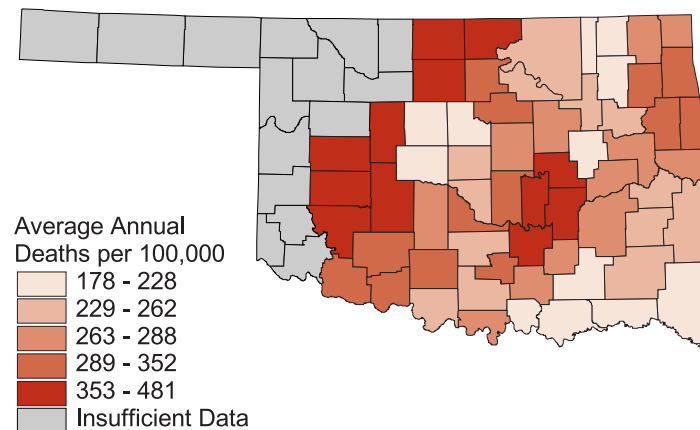 Average Annual
Deaths per 100,000
178 - 228
229 - 262
263 - 288
289 - 352
353 - 481
Insufficient Data